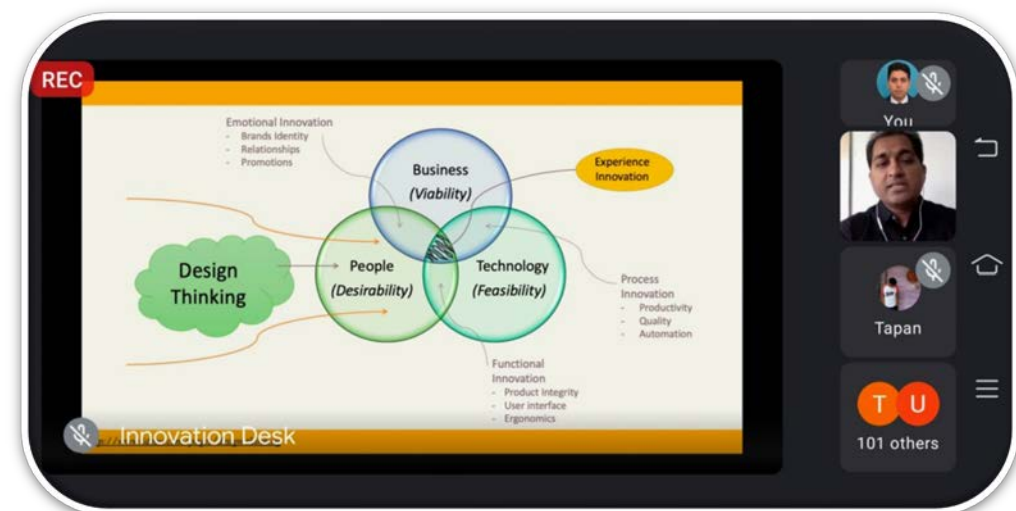 REC
Emotional Innovation
- Brands Identity
- Relationships
- Promotions
Business
(Viability)
Experience
Innovation
Design
Thinking
People
(Desirability)
Technology
(Feasibility)
Process
Innovation
- Productivity
- Quality
- Automation
Functional
Innovation
- Product Integrity
- User interface
- Ergonomics
Innovation Desk
You
Tapan
T U
101 others